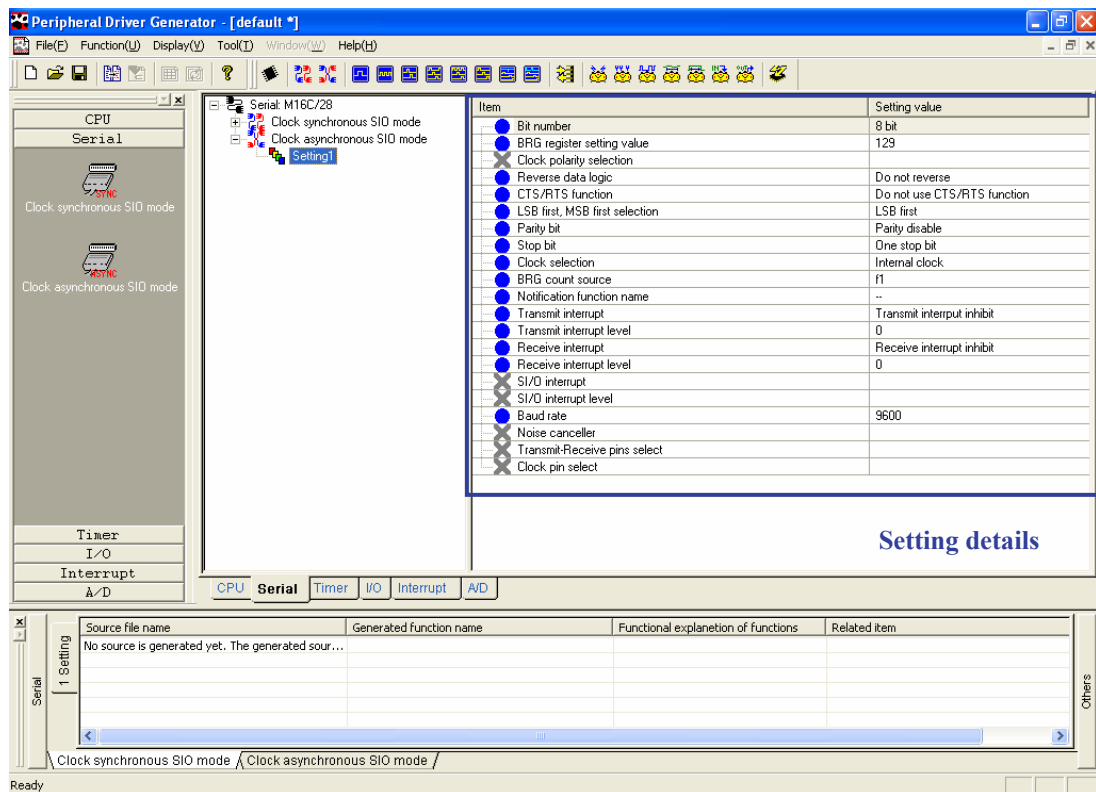 Peripheral Driver Generator - [default *]
File(F) Function(U) Display(V) Tool(T) Window(W) Help(H)
CPU
Serial
SYNC
Clock synchronous SIO mode
ASYNC
Clock asynchronous SIO mode
Timer
I/O
Interrupt
A/D
Serial: M16C/28
Clock synchronous SIO mode
Clock asynchronous SIO mode
Setting1
Item Setting value
Bit number 8 bit
BRG register setting value 129
Clock polarity selection
Reverse data logic Do not reverse
CTS/RTS function Do not use CTS/RTS function
LSB first, MSB first selection LSB first
Parity bit Parity disable
Stop bit One stop bit
Clock selection Internal clock
BRG count source f1
Notification function name --
Transmit interrupt Transmit interrput inhibit
Transmit interrupt level 0
Receive interrupt Receive interrupt inhibit
Receive interrupt level 0
SI/O interrupt
SI/O interrupt level
Baud rate 9600
Noise canceller
Transmit-Receive pins select
Clock pin select
Setting details
CPU Serial Timer I/O Interrupt A/D
Serial
1 Setting
Source file name Generated function name Functional explanetion of functions Related item
No source is generated yet. The generated sour...
Others
Clock synchronous SIO mode Clock asynchronous SIO mode
Ready